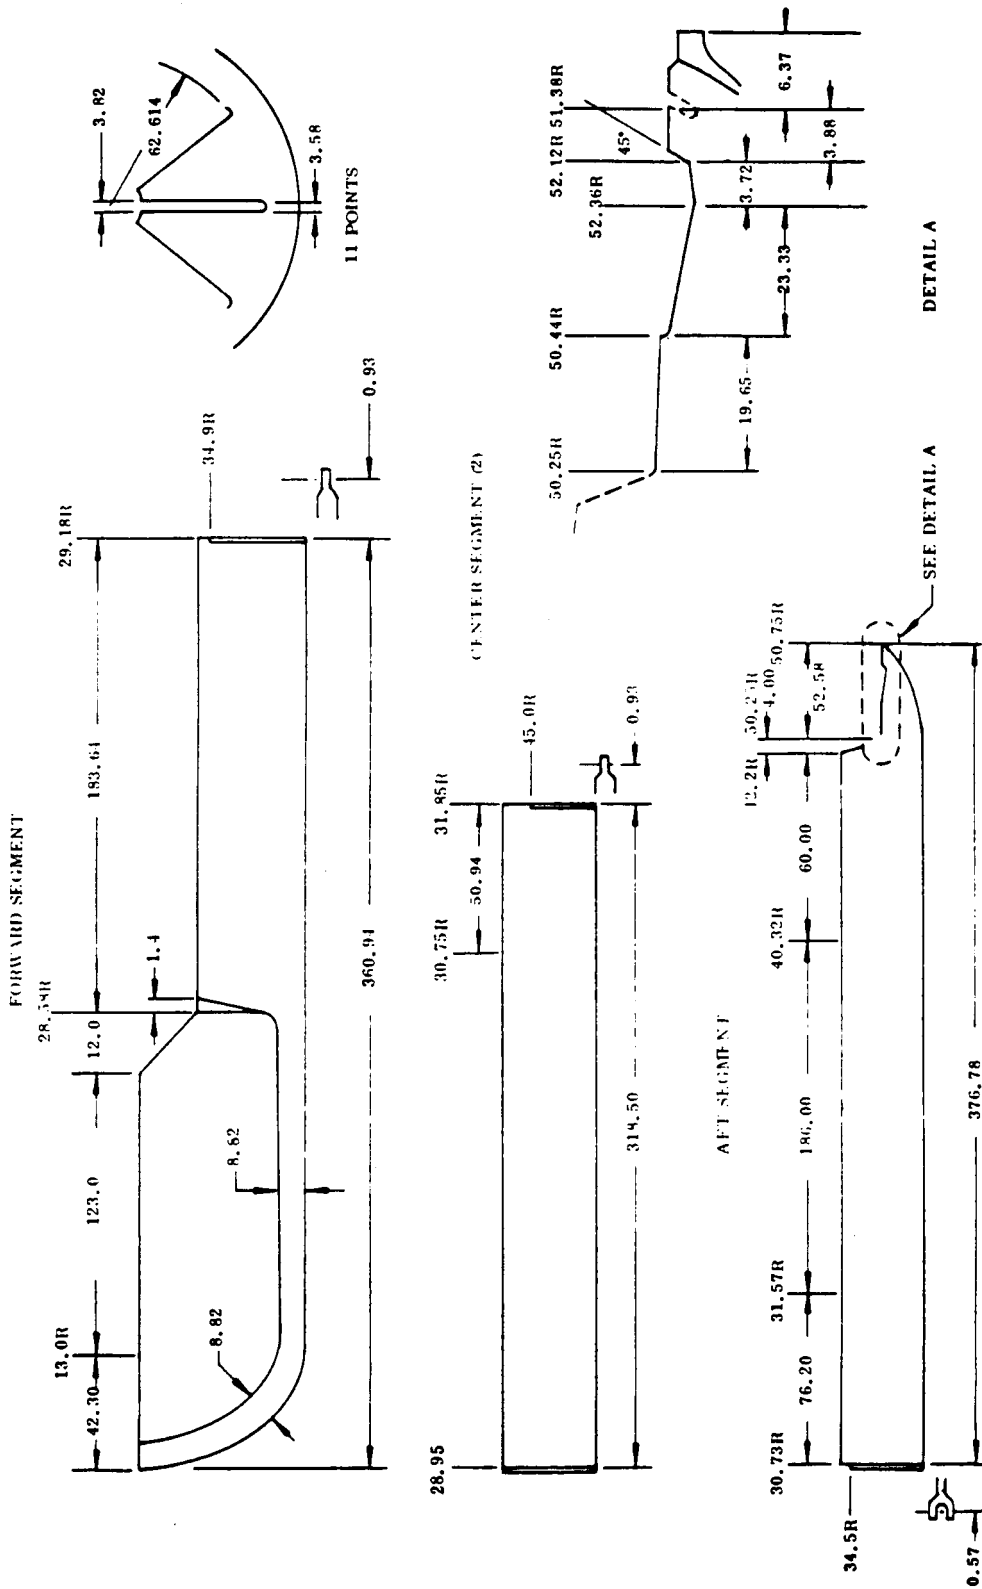 FORWARD SEGMENT
13.0R
42.30
123.0
12.0
1.4
183.64
29.18R
34.9R
0.93
8.82
8.82
360.94
3.82
62.614
3.58
11 POINTS
CENTER SEGMENT (2)
28.95
30.75R
31.85R
50.94
45.0R
0.93
318.50
AFT SEGMENT
30.73R
31.57R
40.32R
50.25R
50.75R
76.20
186.00
60.00
4.00
52.58
34.5R
0.57
376.78
SEE DETAIL A
50.25R
50.44R
52.36R
52.12R
51.38R
45°
19.65
23.33
3.72
3.88
6.37
DETAIL A